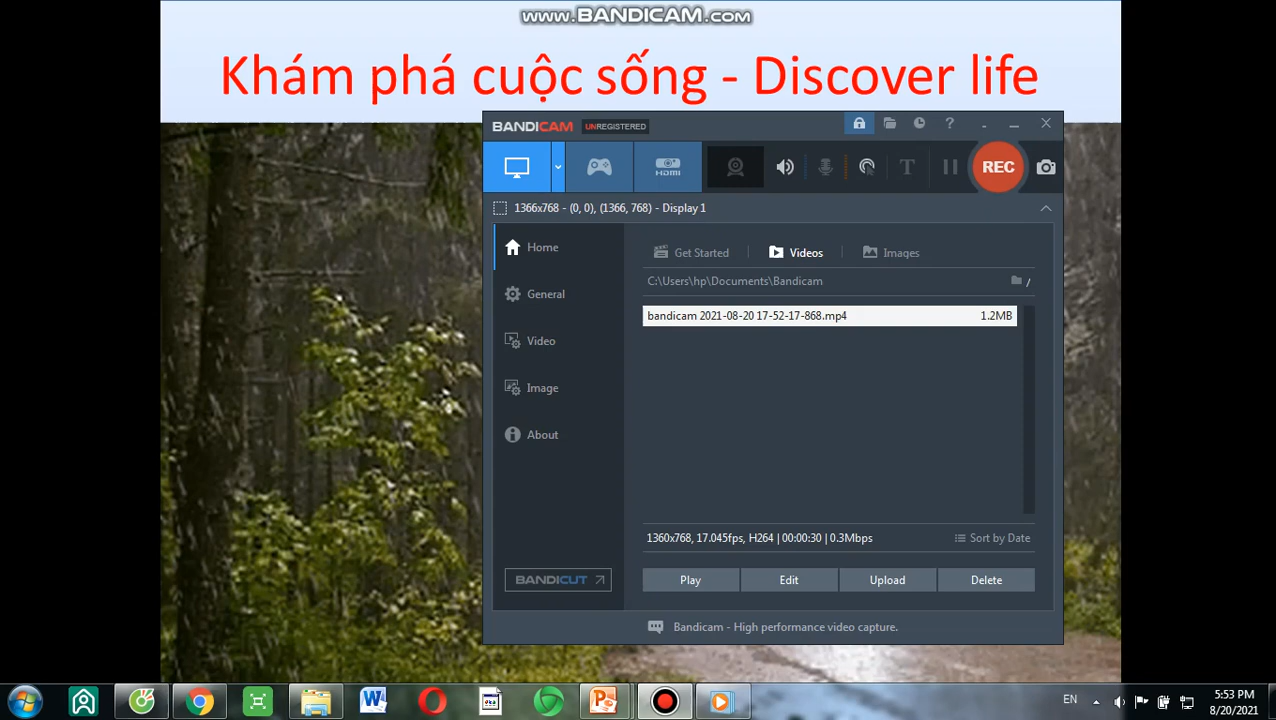 www.BANDICAM.com
Khám phá cuộc sống - Discover life
BANDICAM UNREGISTERED
HDMI
T
REC
1366x768 - (0, 0), (1366, 768) - Display 1
Home
General
Video
Image
About
BANDICUT
Get Started
Videos
Images
C:\Users\hp\Documents\Bandicam
/
bandicam 2021-08-20 17-52-17-868.mp4 1.2MB
1360x768, 17.045fps, H264 | 00:00:30 | 0.3Mbps
Sort by Date
Play
Edit
Upload
Delete
Bandicam - High performance video capture.
EN
5:53 PM
8/20/2021